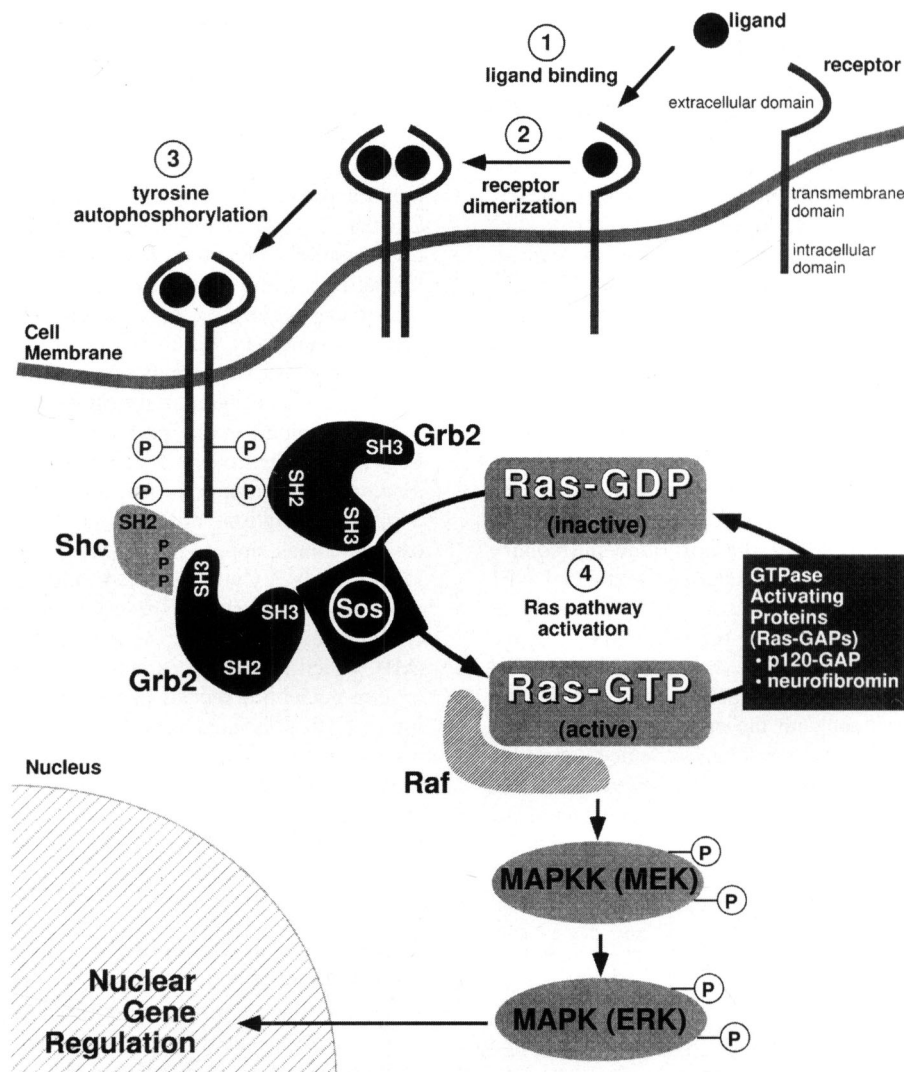 ligand
1
ligand binding
receptor
extracellular domain
2
receptor
dimerization
3
tyrosine
autophosphorylation
transmembrane
domain
intracellular
domain
Cell
Membrane
P
P
P
P
SH3
Grb2
SH2
SH3
Ras-GDP
(inactive)
Shc
SH2
P
P
P
SH3
SH3
SH2
Grb2
Sos
4
Ras pathway
activation
GTPase
Activating
Proteins
(Ras-GAPs)
• p120-GAP
• neurofibromin
Ras-GTP
(active)
Raf
Nucleus
MAPKK (MEK)
P
P
MAPK (ERK)
P
P
Nuclear
Gene
Regulation